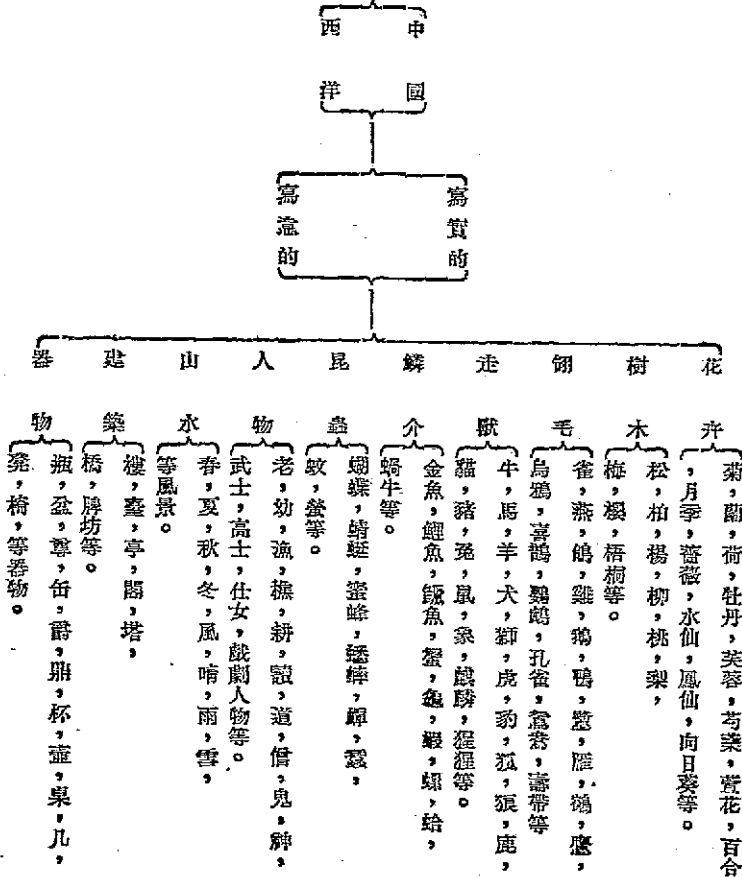 中國
西洋
寫實的
寫意的
花卉
菊，蘭，荷，牡丹，芙蓉，芍藥，萱花，百合
，月季，薔薇，水仙，鳳仙，向日葵等。
樹木
松，柏，楊，柳，桃，梨，
梅，櫻，梧桐等。
翎毛
雀，燕，鴿，雞，鵝，鴨，鷺，雁，鶴，鷹，
烏鴉，喜鵲，鸚鵡，孔雀，鴛鴦，壽帶等
走獸
牛，馬，羊，犬，獅，虎，豹，狐，狼，鹿，
貓，豬，兔，鼠，象，麒麟，猩猩等。
鱗介
金魚，鯉魚，鱖魚，蟹，龜，蝦，螺，蛤，
蝸牛等。
昆蟲
蝴蝶，蜻蜓，蜜蜂，蟋蟀，蟬，蠶，
蚊，螢等。
人物
老，幼，漁，樵，耕，讀，道，僧，鬼，神，
武士，高士，仕女，戲劇人物等。
山水
春，夏，秋，冬，風，晴，雨，雪，
等風景。
建築
樓，臺，亭，閣，塔，
橋，牌坊等。
器物
瓶，盆，尊，缶，爵，鼎，杯，壺，桌，几，
凳，椅，等器物。